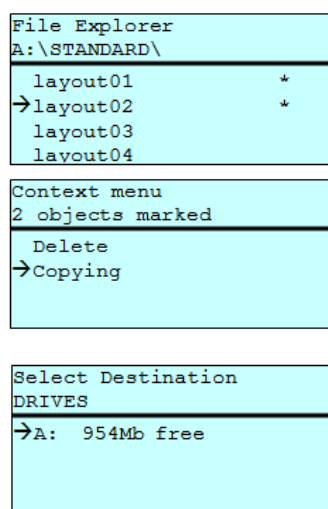 File Explorer
A:\STANDARD\
layout01 *
→layout02 *
layout03
layout04
Context menu
2 objects marked
Delete
→Copying
Select Destination
DRIVES
→A: 954Mb free